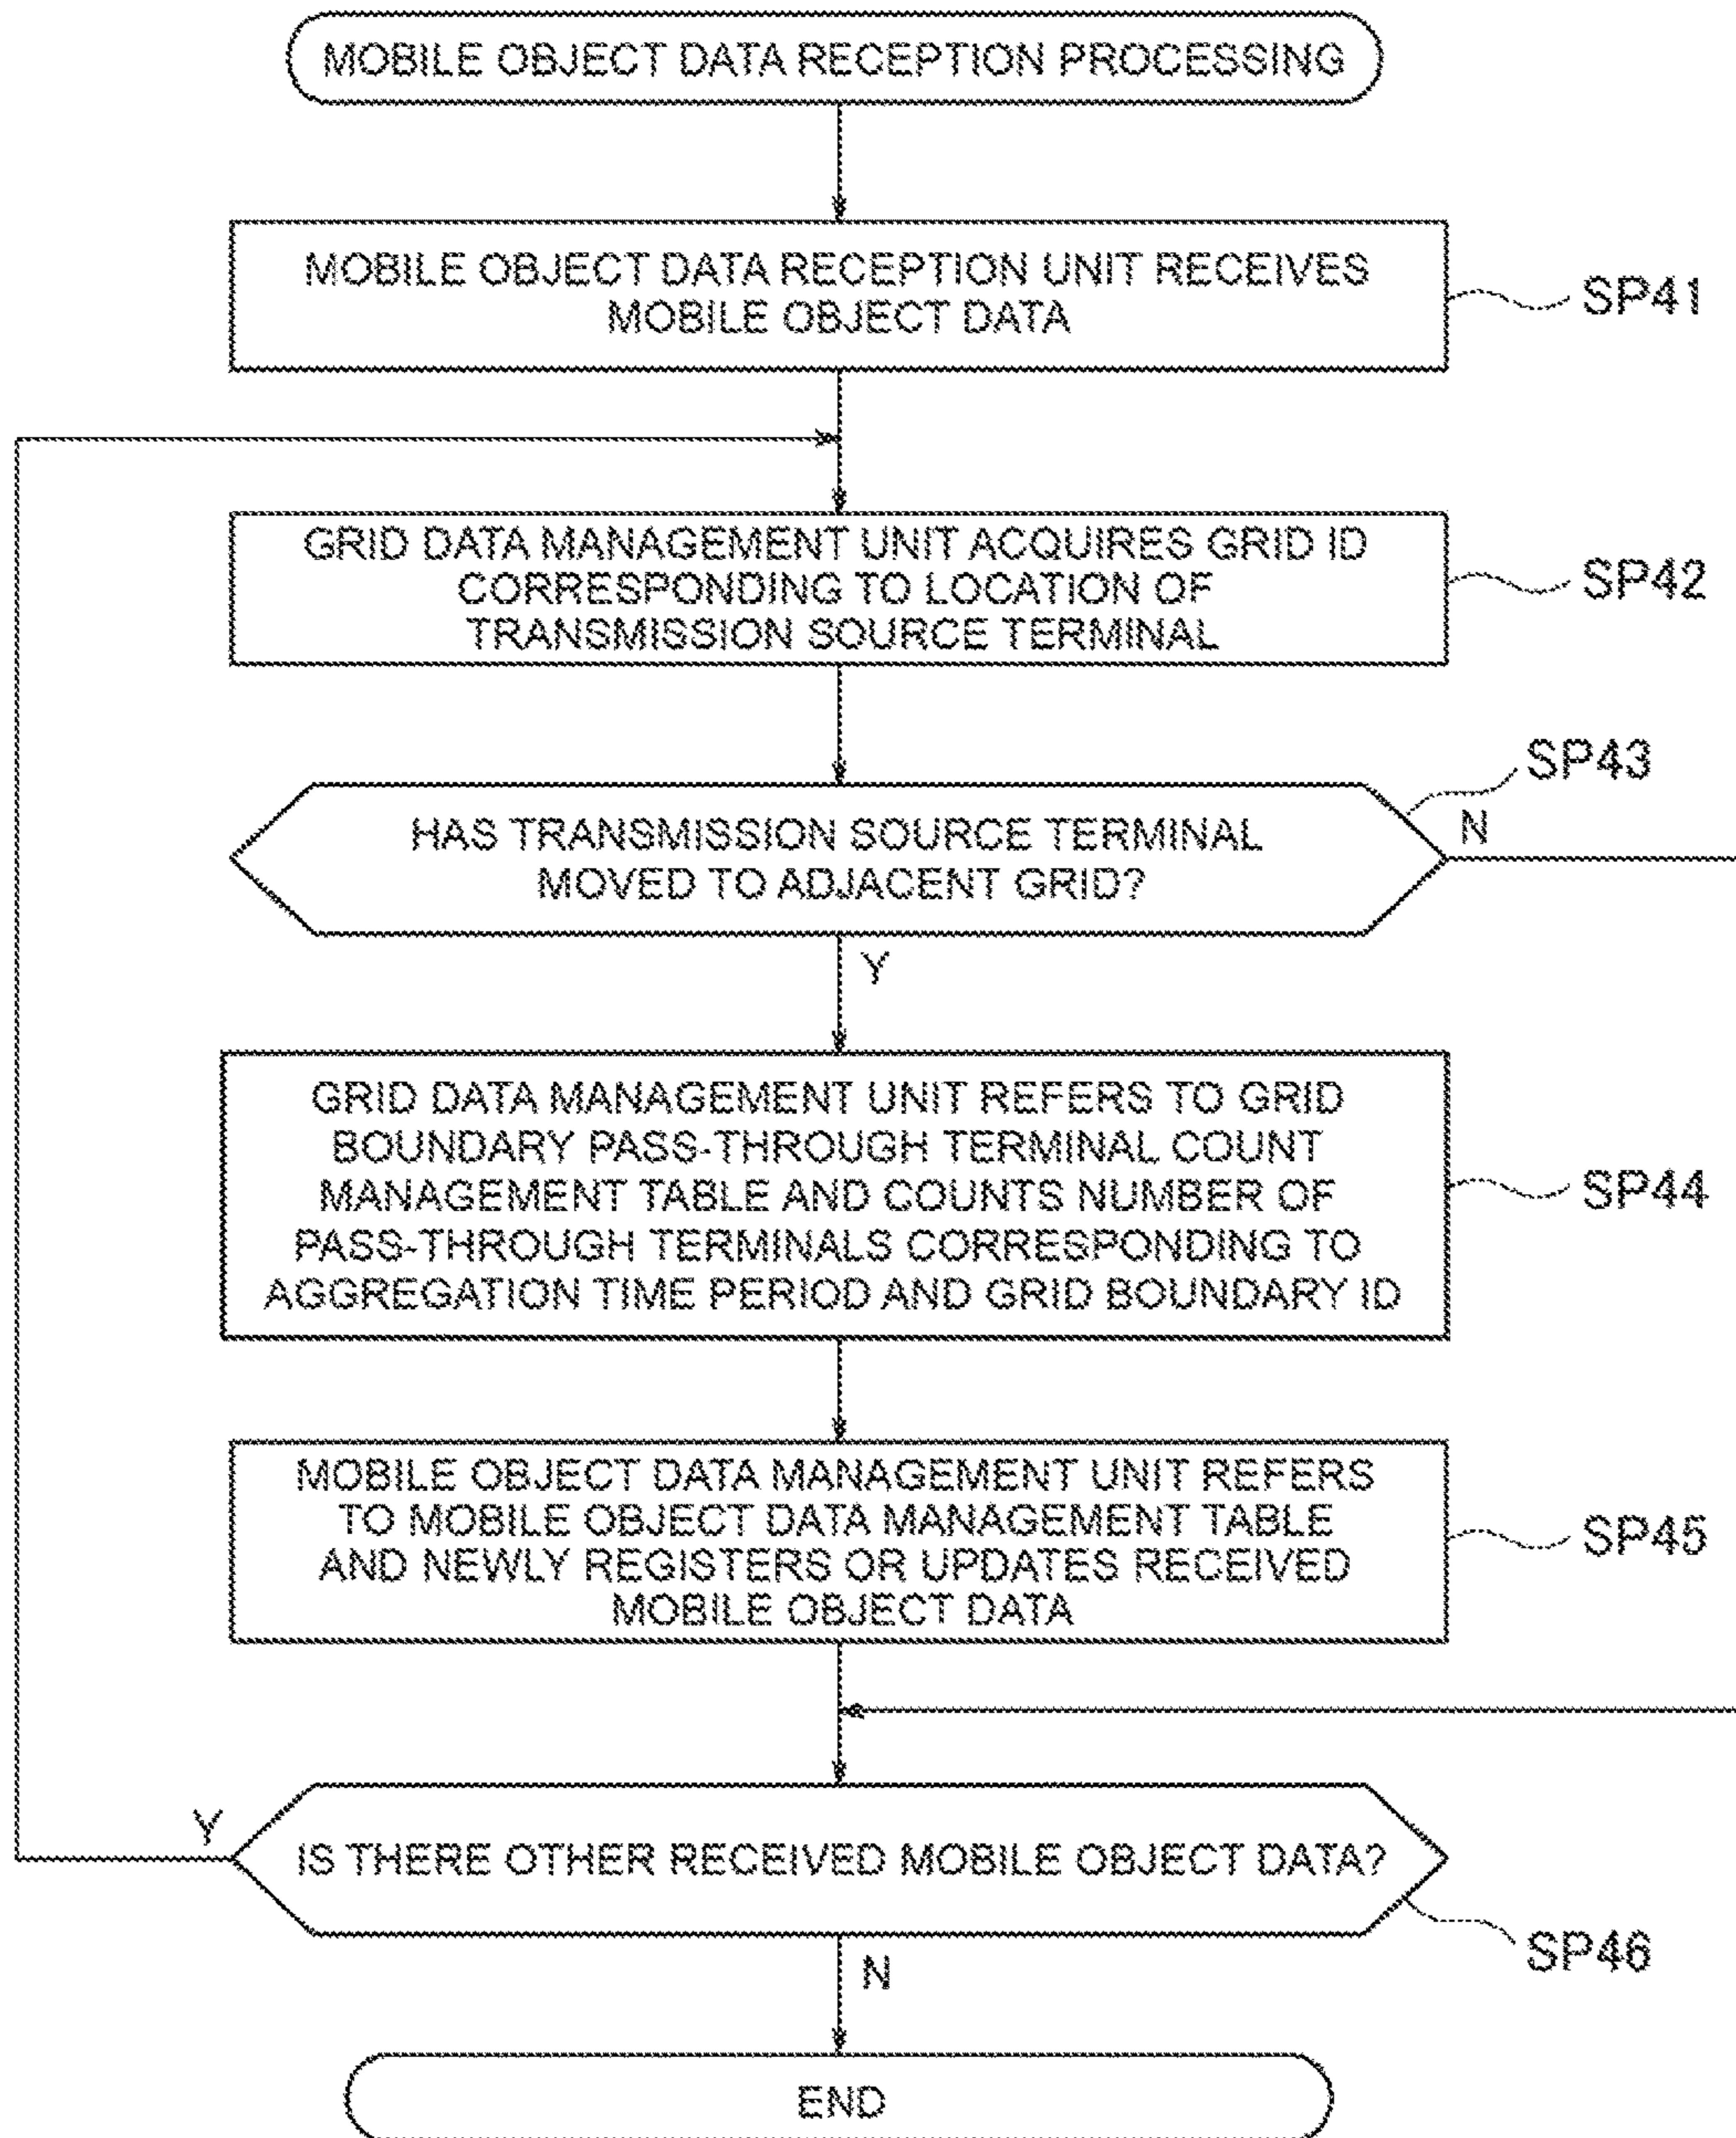 MOBILE OBJECT DATA RECEPTION PROCESSING
MOBILE OBJECT DATA RECEPTION UNIT RECEIVES
MOBILE OBJECT DATA
SP41
GRID DATA MANAGEMENT UNIT ACQUIRES GRID ID
CORRESPONDING TO LOCATION OF
TRANSMISSION SOURCE TERMINAL
SP42
SP43
HAS TRANSMISSION SOURCE TERMINAL
MOVED TO ADJACENT GRID?
N
Y
GRID DATA MANAGEMENT UNIT REFERS TO GRID
BOUNDARY PASS-THROUGH TERMINAL COUNT
MANAGEMENT TABLE AND COUNTS NUMBER OF
PASS-THROUGH TERMINALS CORRESPONDING TO
AGGREGATION TIME PERIOD AND GRID BOUNDARY ID
SP44
MOBILE OBJECT DATA MANAGEMENT UNIT REFERS
TO MOBILE OBJECT DATA MANAGEMENT TABLE
AND NEWLY REGISTERS OR UPDATES RECEIVED
MOBILE OBJECT DATA
SP45
Y
IS THERE OTHER RECEIVED MOBILE OBJECT DATA?
SP46
N
END